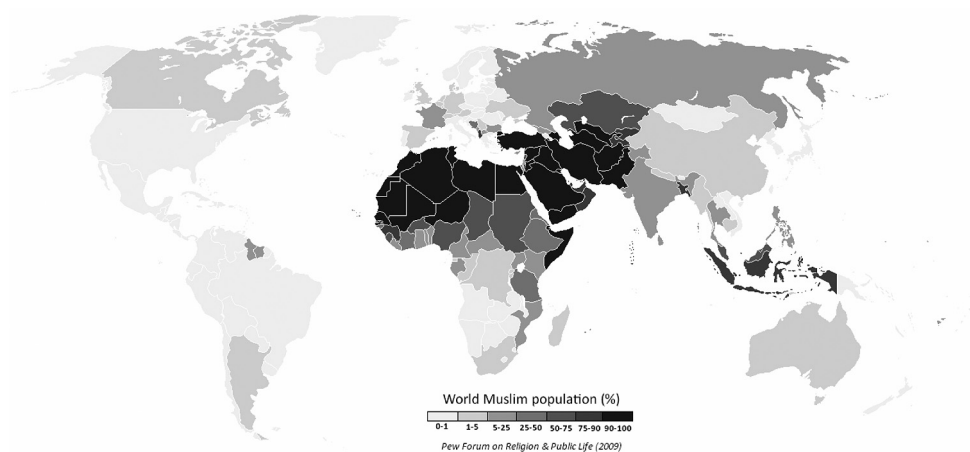 World Muslim population (%)
0-1 1-5 5-25 25-50 50-75 75-90 90-100
Pew Forum on Religion & Public Life (2009)